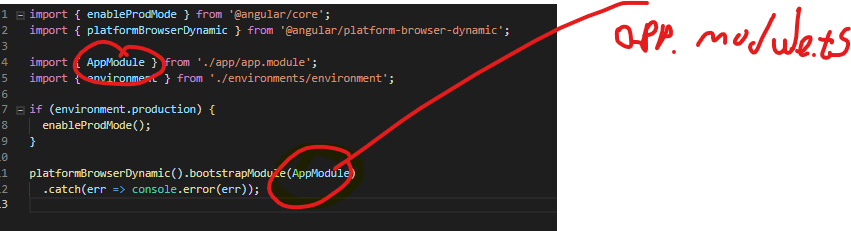 1 import { enableProdMode } from '@angular/core';
2 import { platformBrowserDynamic } from '@angular/platform-browser-dynamic';
3
4 import { AppModule } from './app/app.module';
5 import { environment } from './environments/environment';
6
7 if (environment.production) {
8 enableProdMode();
9 }
10
11 platformBrowserDynamic().bootstrapModule(AppModule)
12 .catch(err => console.error(err));
13
app.module.ts